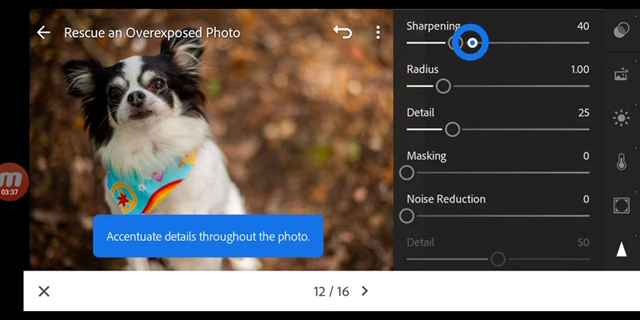 Rescue an Overexposed Photo
Sharpening 40
Radius 1.00
Detail 25
Masking 0
Noise Reduction 0
Detail 50
03:37
Accentuate details throughout the photo.
12 / 16